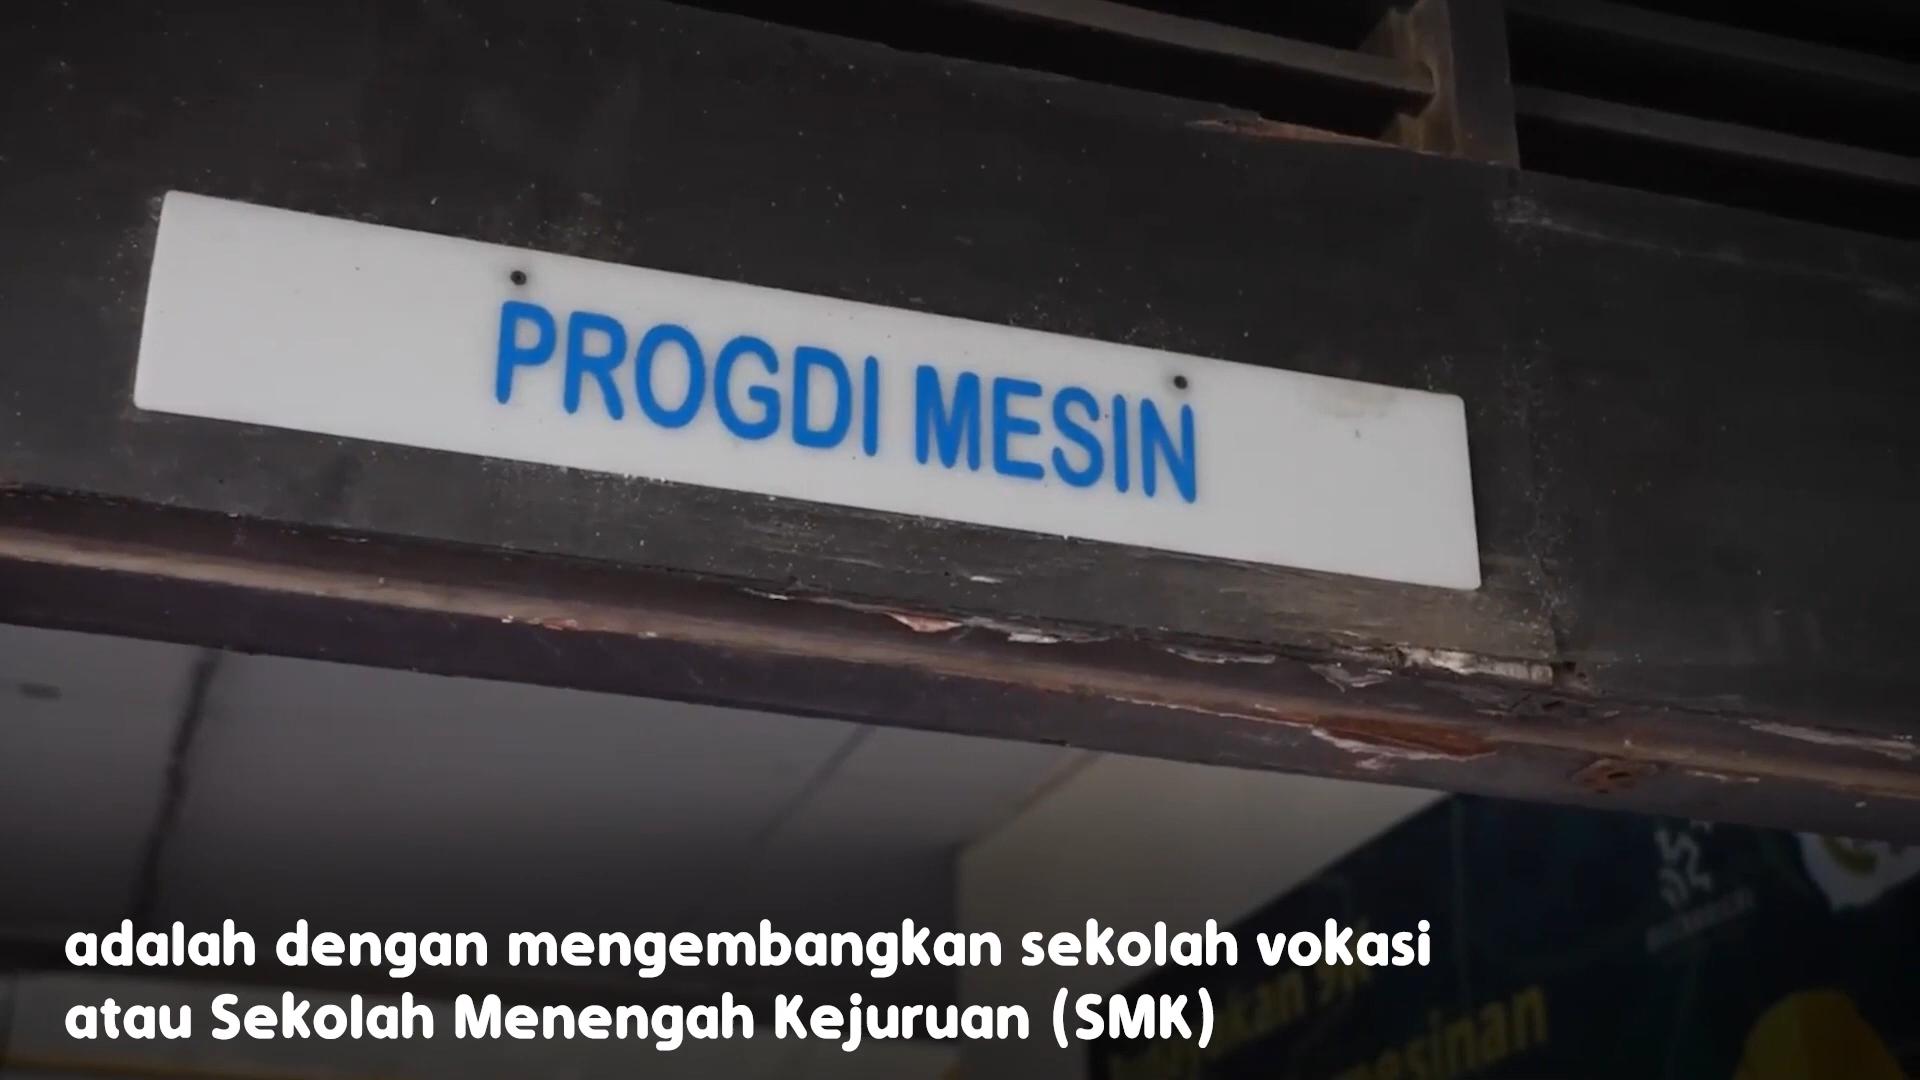 PROGDI MESIN
adalah dengan mengembangkan sekolah vokasi
atau Sekolah Menengah Kejuruan (SMK)